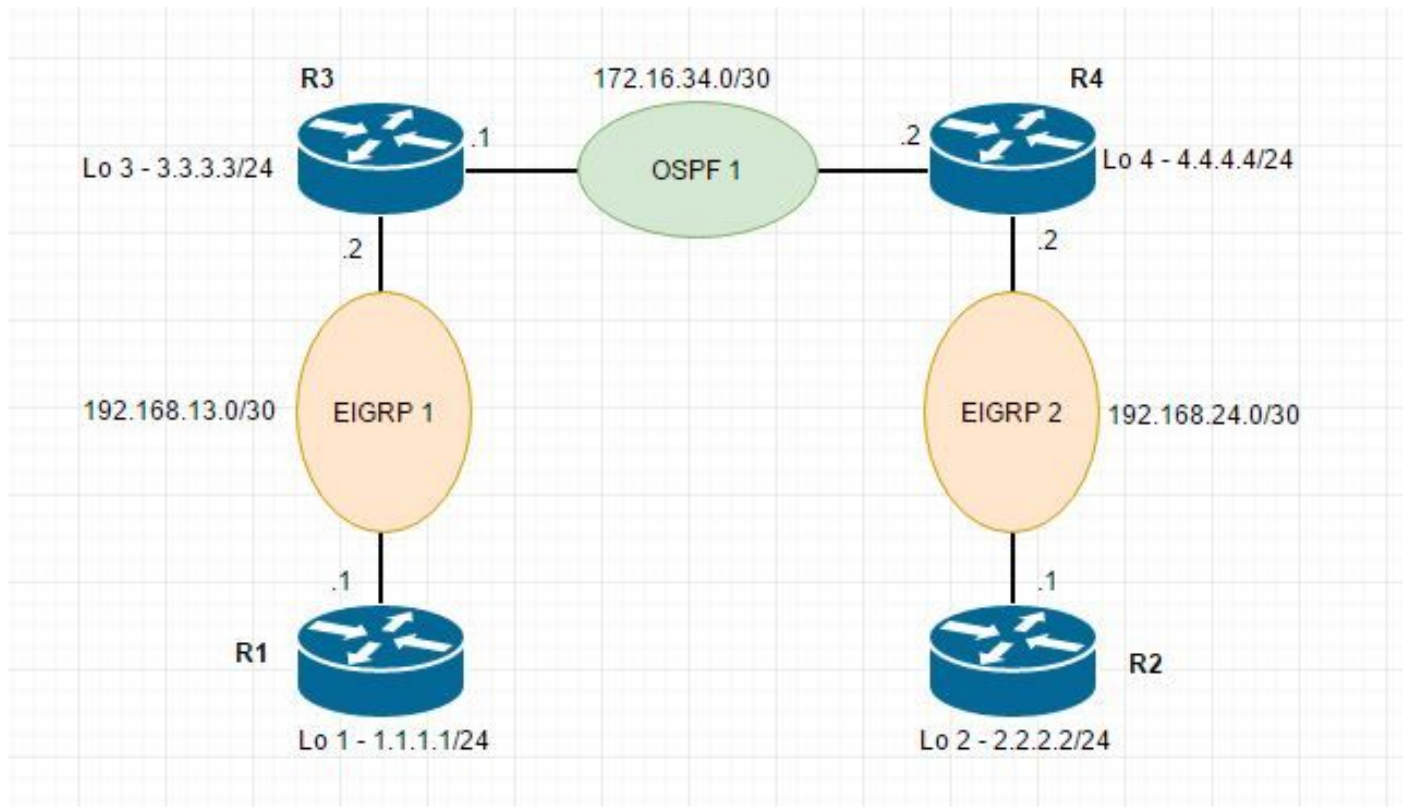 R3
172.16.34.0/30
R4
.1
.2
Lo 3 - 3.3.3.3/24
OSPF 1
Lo 4 - 4.4.4.4/24
.2
.2
192.168.13.0/30
EIGRP 1
EIGRP 2
192.168.24.0/30
.1
.1
R1
R2
Lo 1 - 1.1.1.1/24
Lo 2 - 2.2.2.2/24